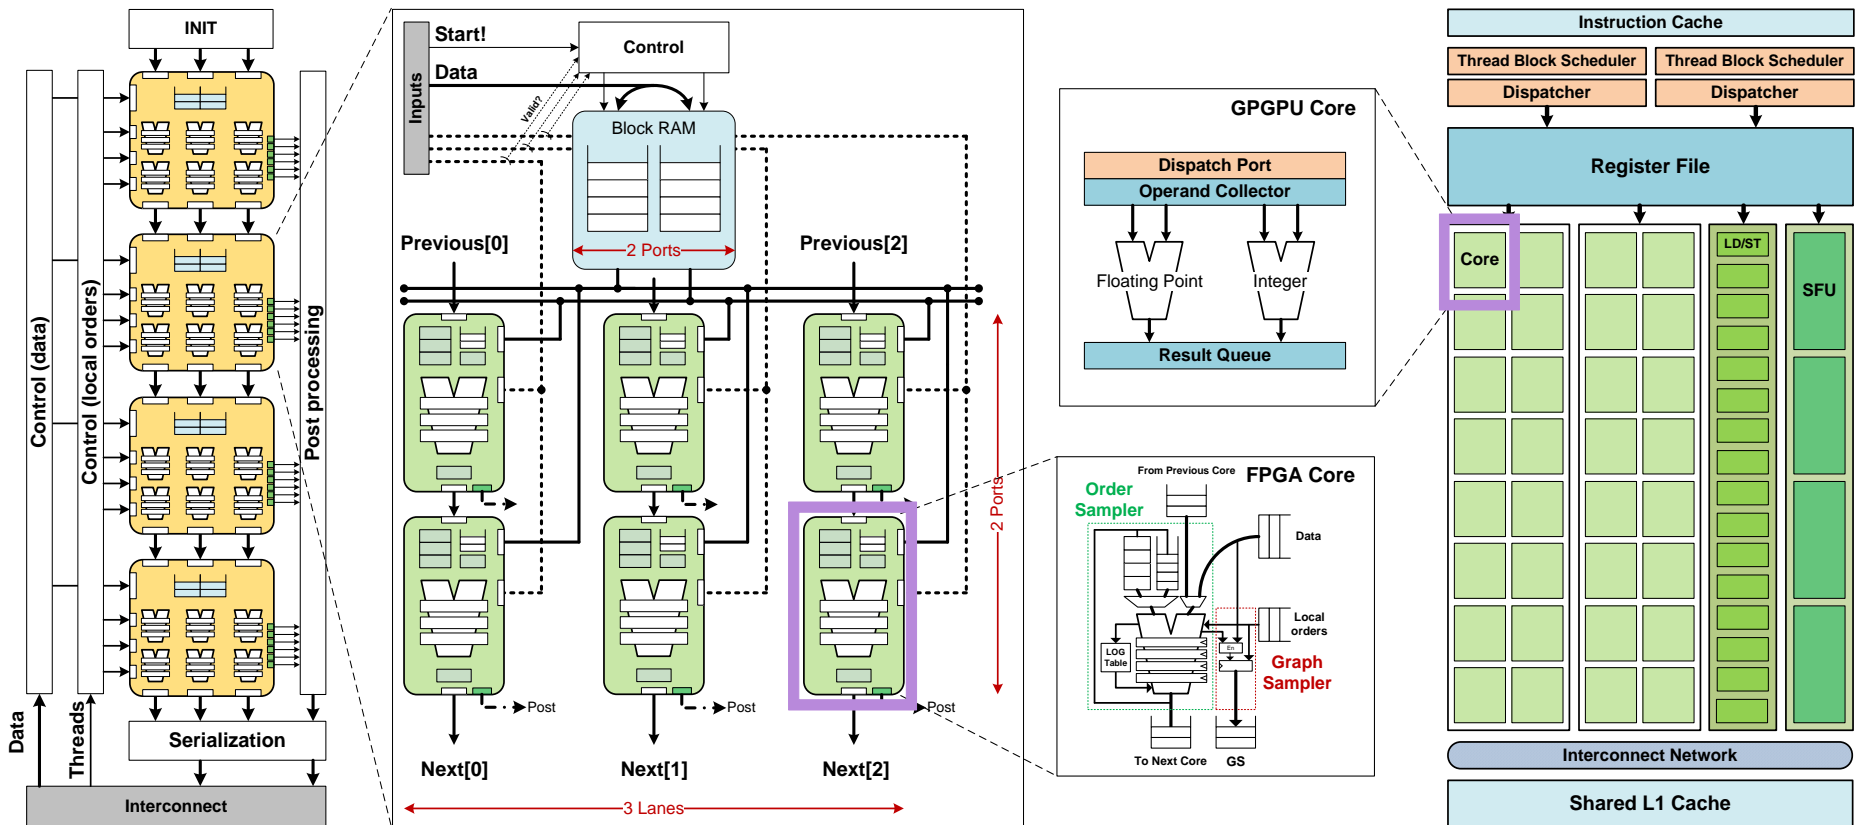 INIT
Control (data)
Control (local orders)
Post processing
Data
Threads
Serialization
Interconnect
Inputs
Start!
Data
Valid?
Control
Block RAM
2 Ports
Previous[0]
Previous[2]
2 Ports
Post
Post
Post
Next[0]
Next[1]
Next[2]
3 Lanes
GPGPU Core
Dispatch Port
Operand Collector
Floating Point
Integer
Result Queue
FPGA Core
From Previous Core
Order
Sampler
Data
Local
orders
LOG
Table
En
Graph
Sampler
To Next Core
GS
Instruction Cache
Thread Block Scheduler
Thread Block Scheduler
Dispatcher
Dispatcher
Register File
Core
LD/ST
SFU
Interconnect Network
Shared L1 Cache